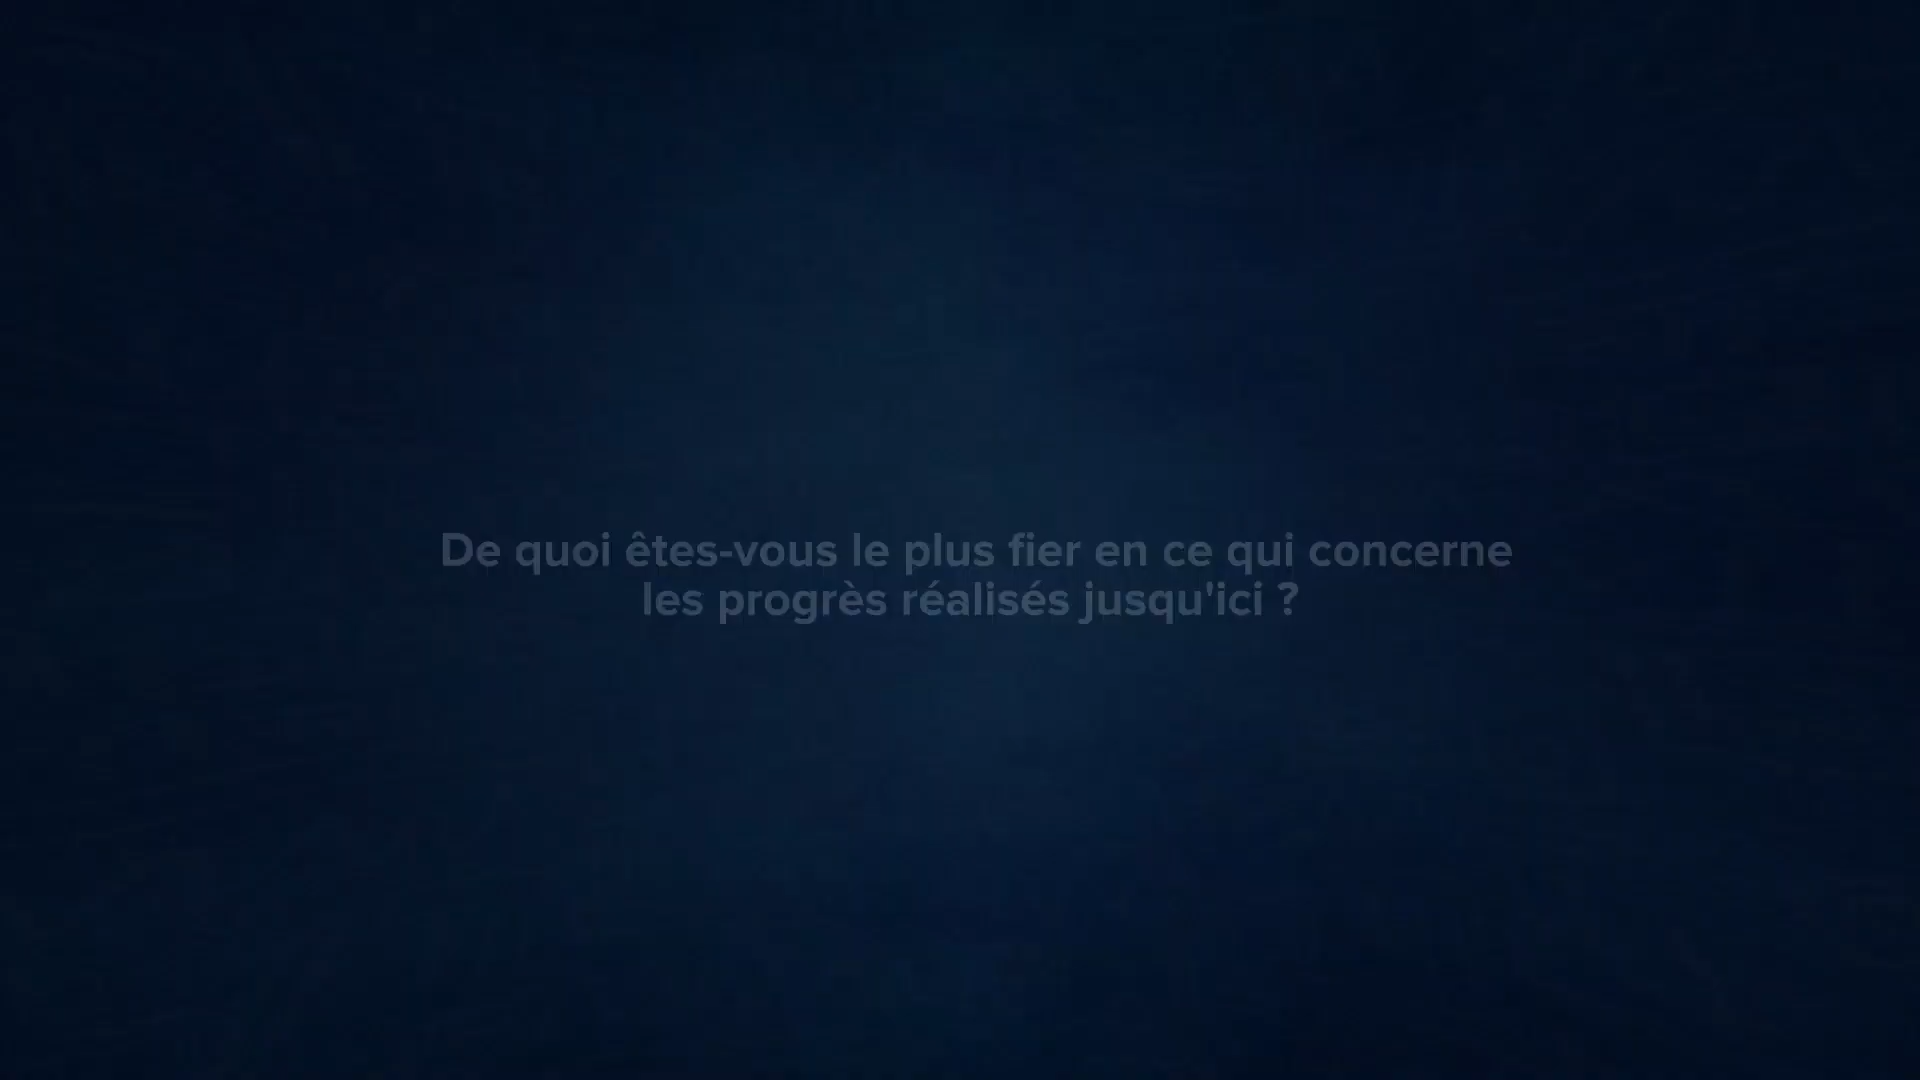 De quoi êtes-vous le plus fier en ce qui concerne
les progrès réalisés jusqu'ici ?